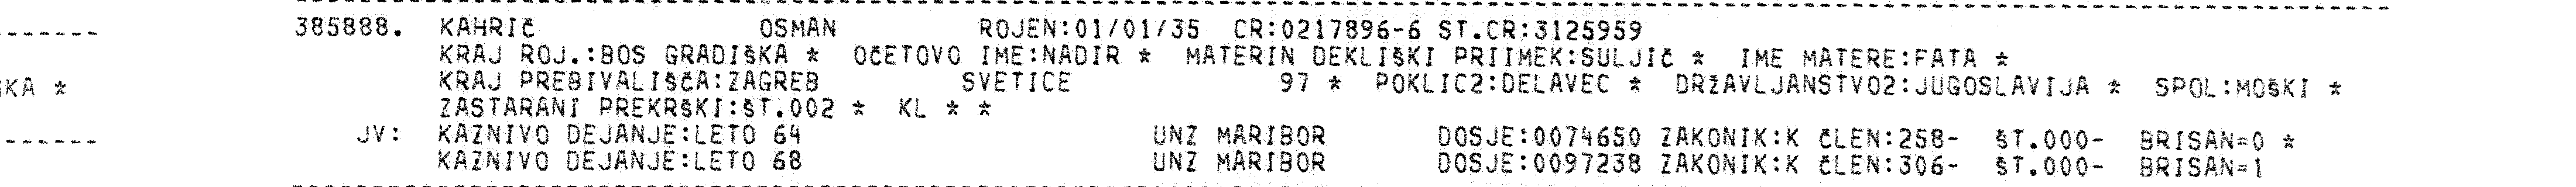 385888. KAHRIČ OSMAN ROJEN:01/01/35 CR:0217896-6 ST.CR:3125959
KRAJ ROJ.:BOS GRADIŠKA * OČETOVO IME:NADIR * MATERIN DEKLIŠKI PRIIMEK:SULJIČ * IME MATERE:FATA *
KA * KRAJ PREBIVALIŠČA:ZAGREB SVETICE 97 * POKLIC2:DELAVEC * DRŽAVLJANSTVO2:JUGOSLAVIJA * SPOL:MOŠKI *
ZASTARANI PREKRŠKI:ŠT.002 * KL * *
JV: KAZNIVO DEJANJE:LETO 64 UNZ MARIBOR DOSJE:0074650 ZAKONIK:K ČLEN:258- ŠT.000- BRISAN=0 *
KAZNIVO DEJANJE:LETO 68 UNZ MARIBOR DOSJE:0097238 ZAKONIK:K ČLEN:306- ŠT.000- BRISAN=1